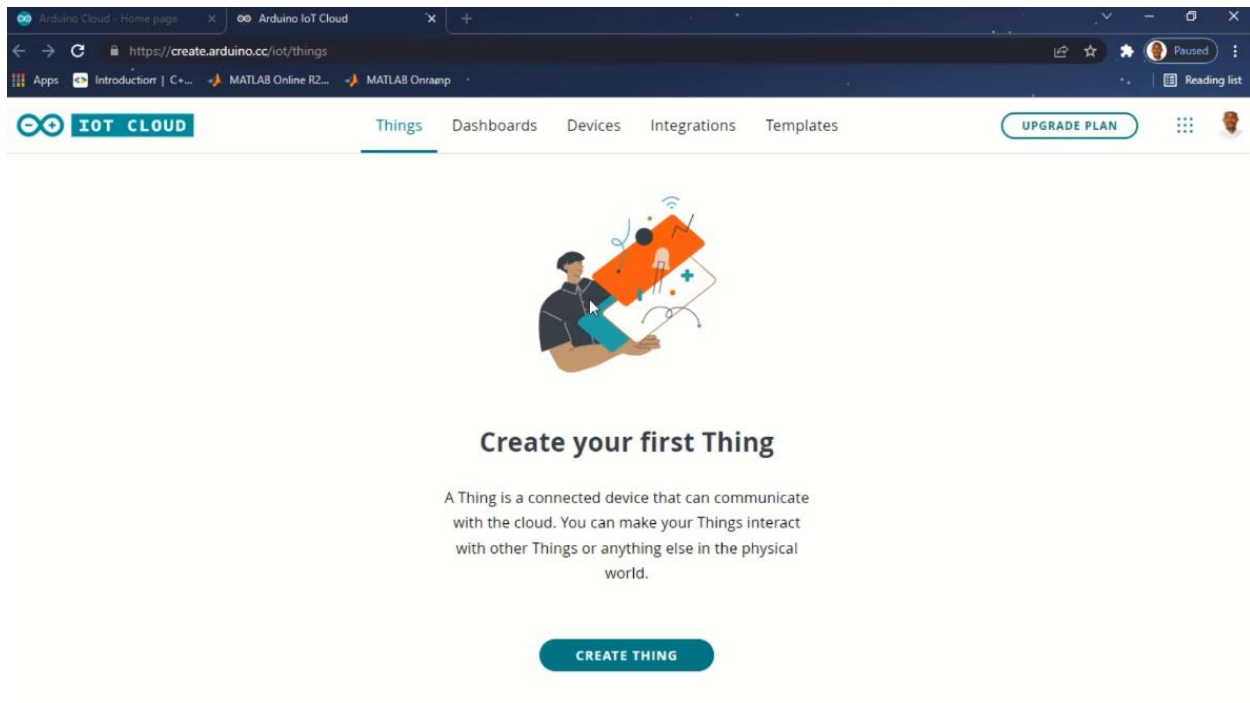 Arduino Cloud - Home page
Arduino IoT Cloud
https://create.arduino.cc/iot/things
Paused
Apps
Introduction | C+...
MATLAB Online R2...
MATLAB Onramp
Reading list
IOT CLOUD
Things
Dashboards
Devices
Integrations
Templates
UPGRADE PLAN
Create your first Thing
A Thing is a connected device that can communicate
with the cloud. You can make your Things interact
with other Things or anything else in the physical
world.
CREATE THING